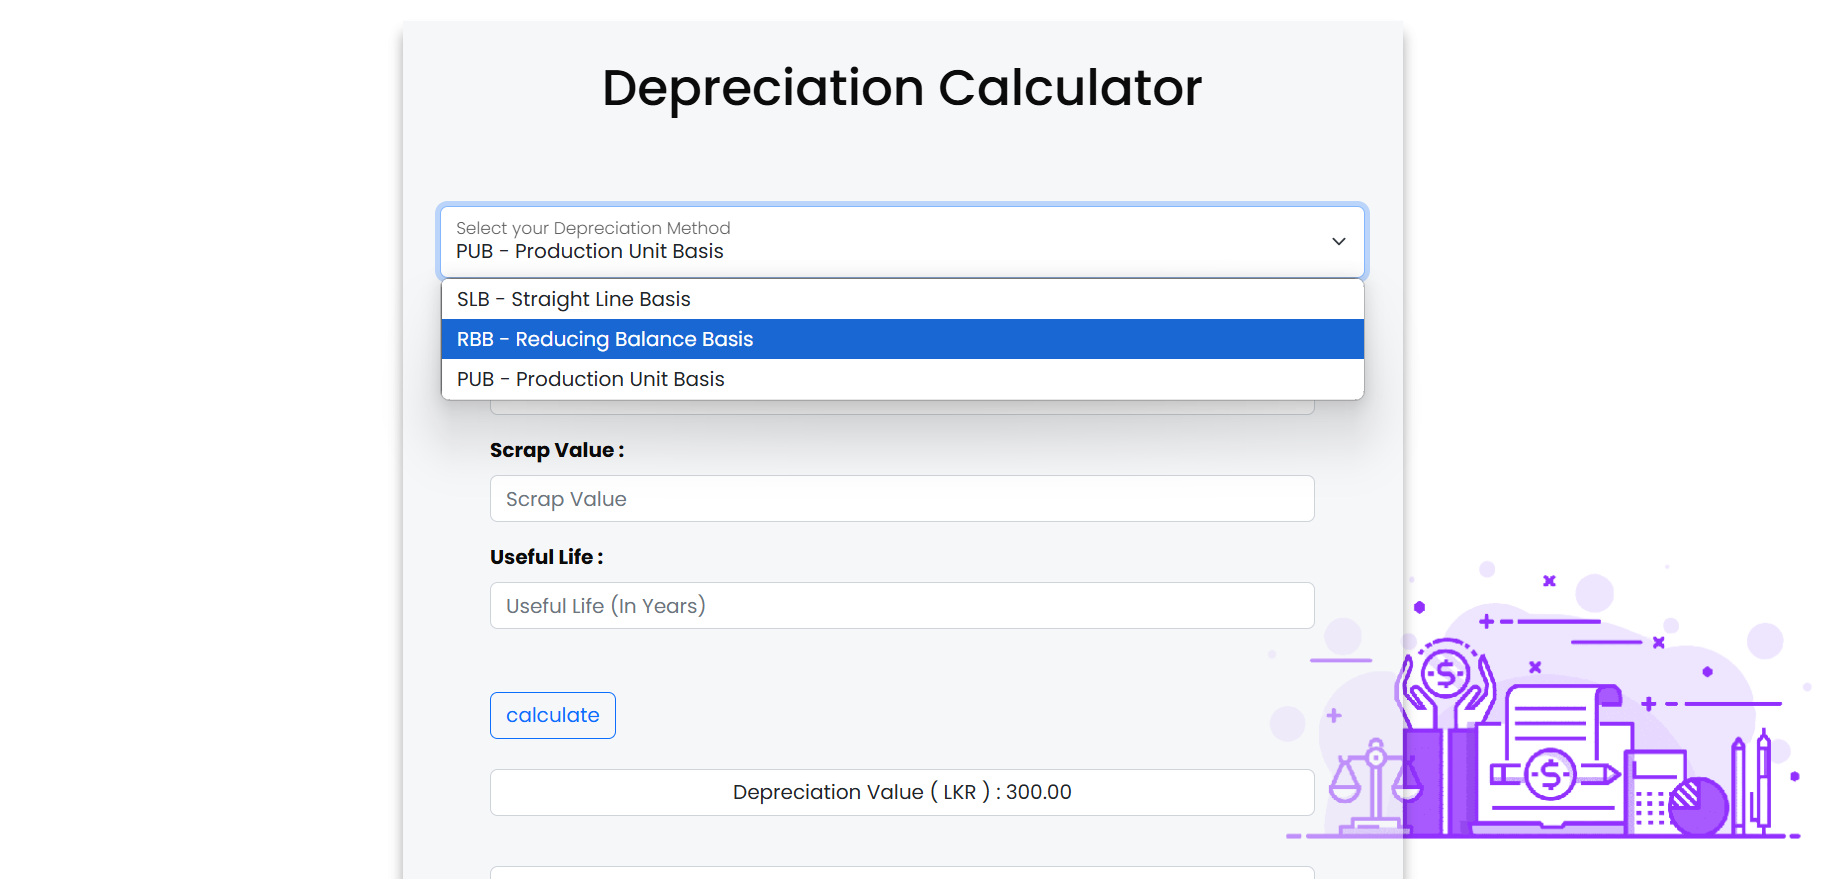 Depreciation Calculator
Select your Depreciation Method
PUB - Production Unit Basis
SLB - Straight Line Basis
RBB - Reducing Balance Basis
PUB - Production Unit Basis
Scrap Value :
Scrap Value
Useful Life :
Useful Life (In Years)
calculate
Depreciation Value ( LKR ) : 300.00